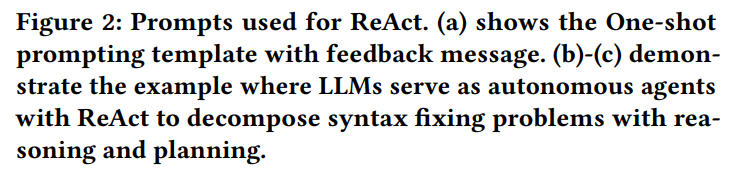 Figure 2: Prompts used for ReAct. (a) shows the One-shot
prompting template with feedback message. (b)-(c) demon-
strate the example where LLMs serve as autonomous agents
with ReAct to decompose syntax fixing problems with rea-
soning and planning.